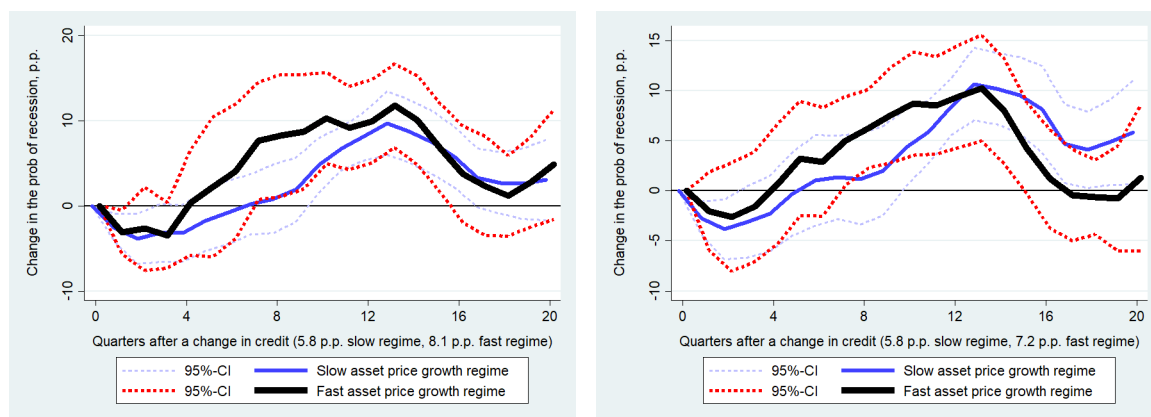 Change in the prob of recession, p.p.
20
10
0
-10
0
4
8
12
16
20
Quarters after a change in credit (5.8 p.p. slow regime, 8.1 p.p. fast regime)
95%-CI
Slow asset price growth regime
95%-CI
Fast asset price growth regime
Change in the prob of recession, p.p.
15
10
5
0
-5
-10
0
4
8
12
16
20
Quarters after a change in credit (5.8 p.p. slow regime, 7.2 p.p. fast regime)
95%-CI
Slow asset price growth regime
95%-CI
Fast asset price growth regime